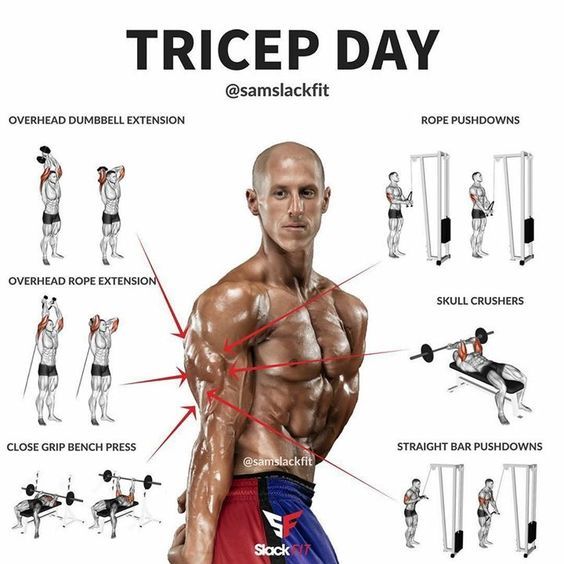 TRICEP DAY
@samslackfit
OVERHEAD DUMBBELL EXTENSION
ROPE PUSHDOWNS
OVERHEAD ROPE EXTENSION
SKULL CRUSHERS
CLOSE GRIP BENCH PRESS
STRAIGHT BAR PUSHDOWNS
@samslackfit
SF
SlackFIT